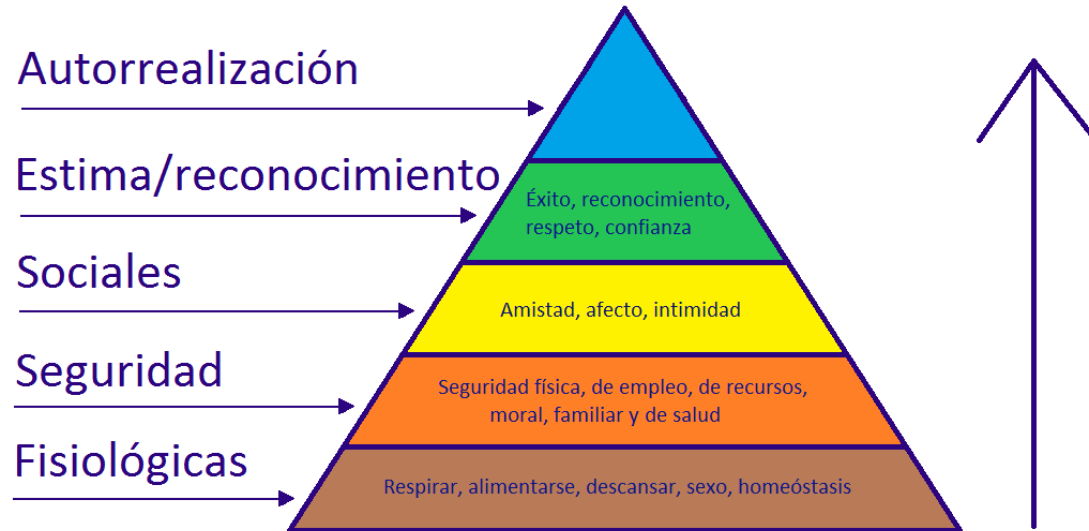 Autorrealización
Estima/reconocimiento
Éxito, reconocimiento,
respeto, confianza
Sociales
Amistad, afecto, intimidad
Seguridad
Seguridad física, de empleo, de recursos,
moral, familiar y de salud
Fisiológicas
Respirar, alimentarse, descansar, sexo, homeóstasis